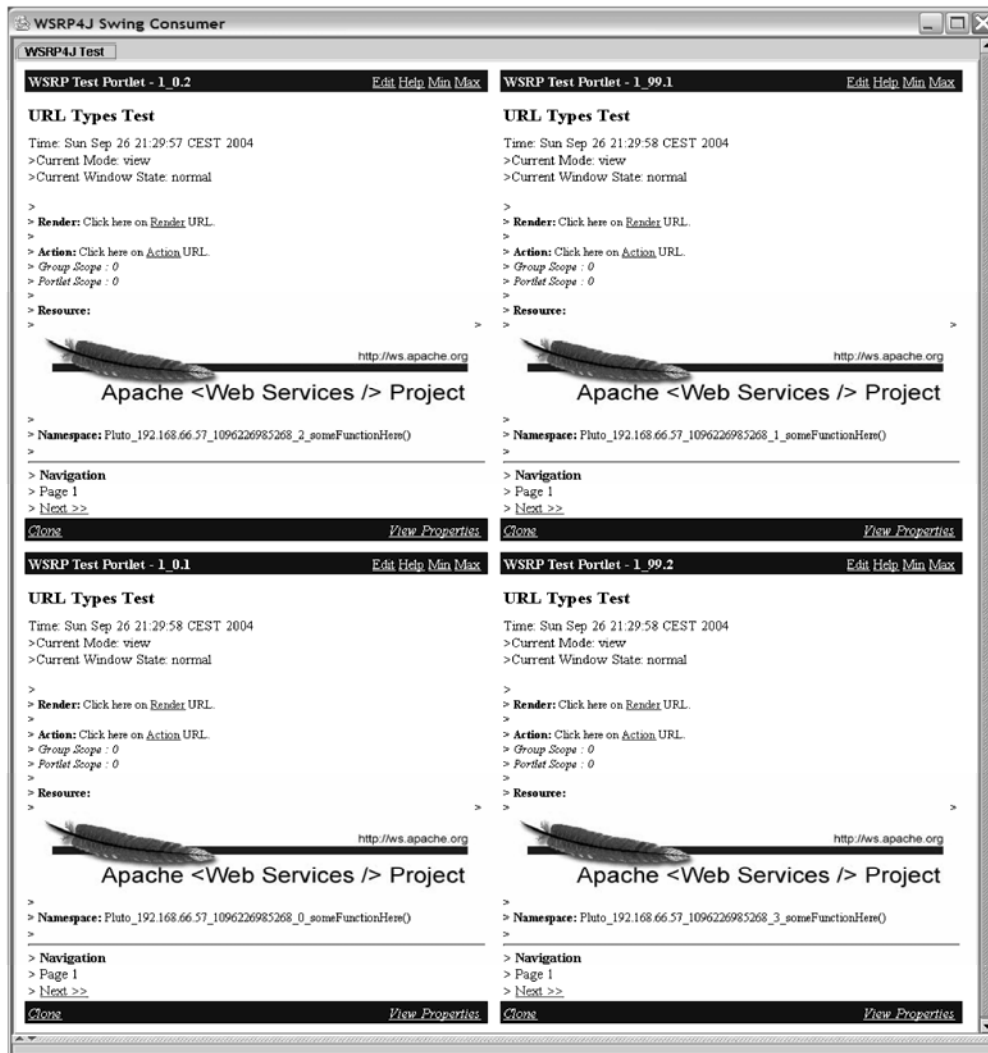 WSRP4J Swing Consumer
WSRP4J Test
WSRP Test Portlet - 1_0.2 Edit Help Min Max
URL Types Test
Time: Sun Sep 26 21:29:57 CEST 2004
>Current Mode: view
>Current Window State: normal
>
> Render: Click here on Render URL.
>
> Action: Click here on Action URL.
> Group Scope : 0
> Portlet Scope : 0
>
> Resource:
> >
http://ws.apache.org
Apache <Web Services /> Project
>
> Namespace: Pluto_192.168.66.57_1096226985268_2_someFunctionHere()
>
> Navigation
> Page 1
> Next >>
Clone View Properties
WSRP Test Portlet - 1_99.1 Edit Help Min Max
URL Types Test
Time: Sun Sep 26 21:29:58 CEST 2004
>Current Mode: view
>Current Window State: normal
>
> Render: Click here on Render URL.
>
> Action: Click here on Action URL.
> Group Scope : 0
> Portlet Scope : 0
>
> Resource:
> >
http://ws.apache.org
Apache <Web Services /> Project
>
> Namespace: Pluto_192.168.66.57_1096226985268_1_someFunctionHere()
>
> Navigation
> Page 1
> Next >>
Clone View Properties
WSRP Test Portlet - 1_0.1 Edit Help Min Max
URL Types Test
Time: Sun Sep 26 21:29:58 CEST 2004
>Current Mode: view
>Current Window State: normal
>
> Render: Click here on Render URL.
>
> Action: Click here on Action URL.
> Group Scope : 0
> Portlet Scope : 0
>
> Resource:
> >
http://ws.apache.org
Apache <Web Services /> Project
>
> Namespace: Pluto_192.168.66.57_1096226985268_0_someFunctionHere()
>
> Navigation
> Page 1
> Next >>
Clone View Properties
WSRP Test Portlet - 1_99.2 Edit Help Min Max
URL Types Test
Time: Sun Sep 26 21:29:58 CEST 2004
>Current Mode: view
>Current Window State: normal
>
> Render: Click here on Render URL.
>
> Action: Click here on Action URL.
> Group Scope : 0
> Portlet Scope : 0
>
> Resource:
> >
http://ws.apache.org
Apache <Web Services /> Project
>
> Namespace: Pluto_192.168.66.57_1096226985268_3_someFunctionHere()
>
> Navigation
> Page 1
> Next >>
Clone View Properties